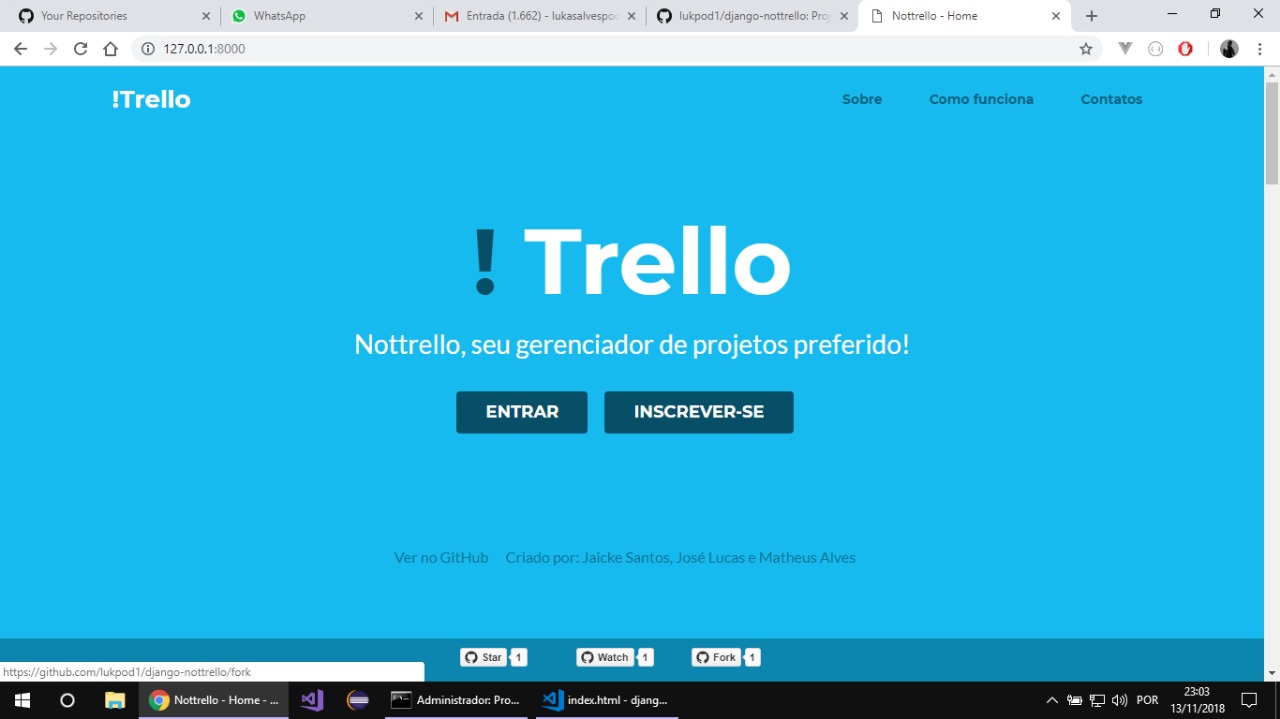 Your Repositories
WhatsApp
Entrada (1.662) - lukasalvespoc
lukpod1/django-nottrello: Proj
Nottrello - Home
127.0.0.1:8000
!Trello
Sobre
Como funciona
Contatos
! Trello
Nottrello, seu gerenciador de projetos preferido!
ENTRAR
INSCREVER-SE
Ver no GitHub
Criado por: Jaicke Santos, José Lucas e Matheus Alves
Star 1
Watch 1
Fork 1
https://github.com/lukpod1/django-nottrello/fork
Nottrello - Home - ...
Administrador: Pro...
index.html - djang...
POR
23:03
13/11/2018